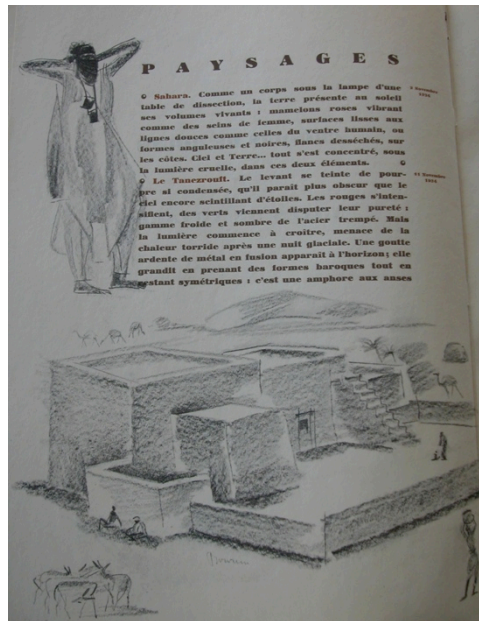 PAYSAGES
Sahara. Comme un corps sous la lampe d'une
table de dissection, la terre présente au soleil
ses volumes vivants : mamelons roses vibrant
comme des seins de femme, surfaces lisses aux
lignes douces comme celles du ventre humain, ou
formes anguleuses et noires, flancs desséchés, sur
les côtes. Ciel et Terre... tout s'est concentré, sous
la lumière cruelle, dans ces deux éléments.
Le Tanezrouft. Le levant se teinte de pour-
pre si condensée, qu'il paraît plus obscur que le
ciel encore scintillant d'étoiles. Les rouges s'inten-
sifient, des verts viennent disputer leur pureté :
gamme froide et sombre de l'acier trempé. Mais
la lumière commence à croître, menace de la
chaleur torride après une nuit glaciale. Une goutte
ardente de métal en fusion apparaît à l'horizon ; elle
grandit en prenant des formes baroques tout en
restant symétriques : c'est une amphore aux anses
Novembre
11 Novembre